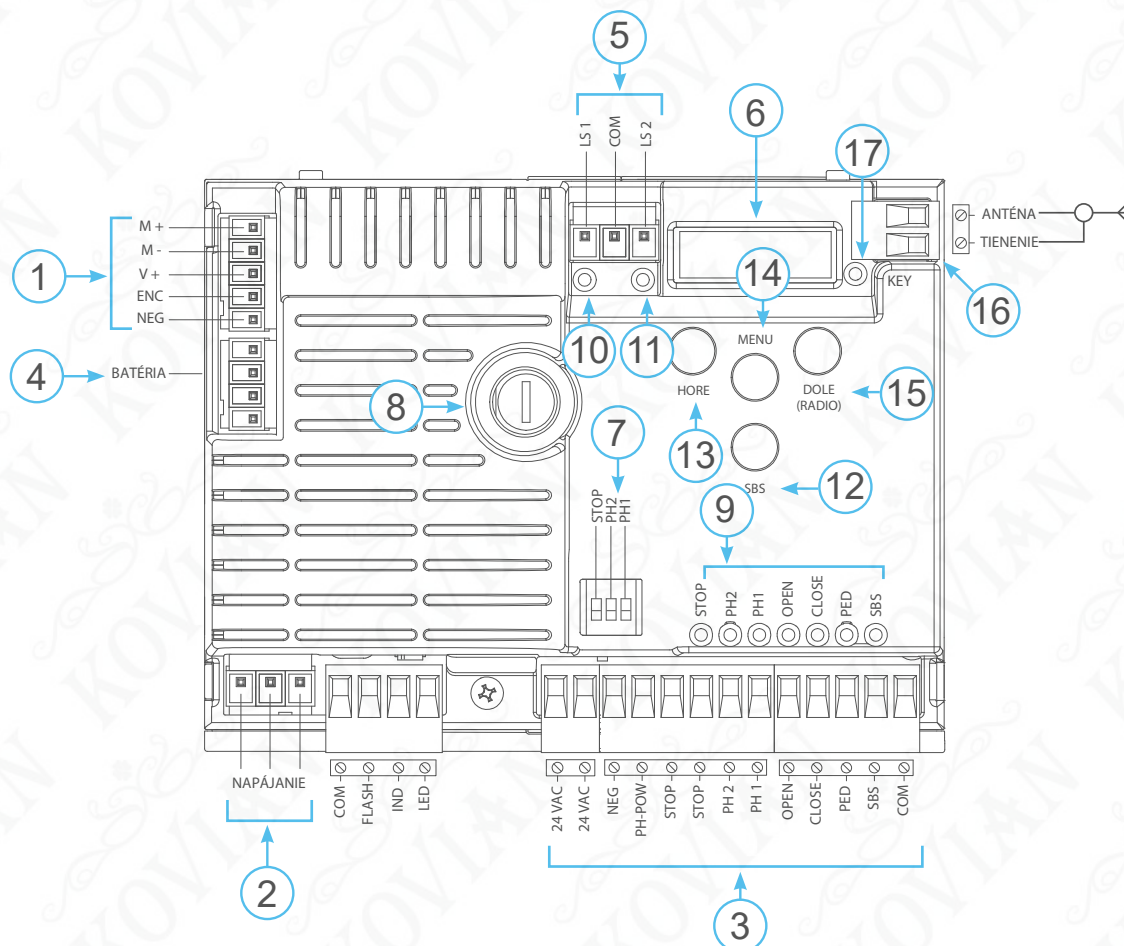 5
LS 1
COM
LS 2
6
17
ANTÉNA
TIENENIE
KEY
16
1
M +
M -
V +
ENC
NEG
4
BATÉRIA
10
11
14
MENU
HORE
DOLE
(RADIO)
15
8
13
7
STOP
PH2
PH1
12
SBS
9
STOP
PH2
PH1
OPEN
CLOSE
PED
SBS
NAPÁJANIE
2
COM
FLASH
IND
LED
24 VAC
24 VAC
NEG
PH-POW
STOP
STOP
PH 2
PH 1
OPEN
CLOSE
PED
SBS
COM
3
KOVIAN